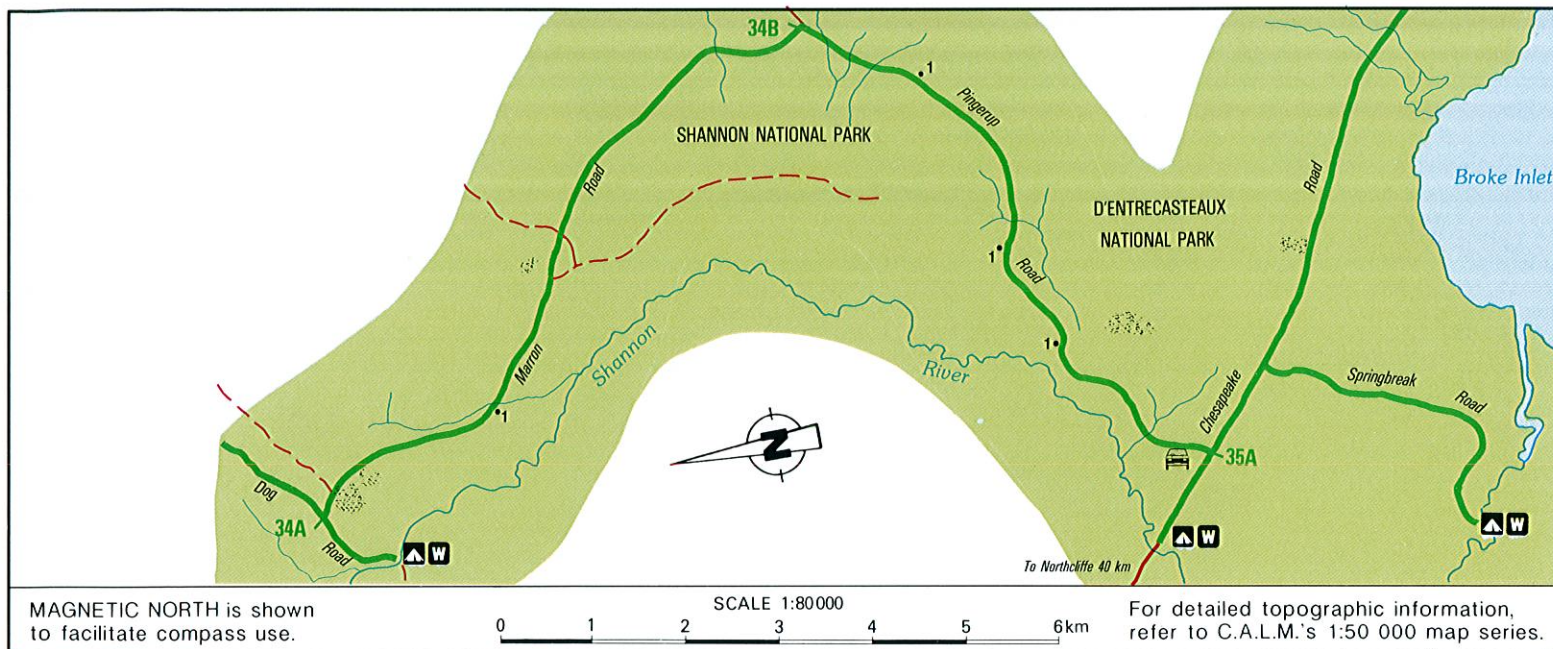 34B
1
Pingerup
SHANNON NATIONAL PARK
Road
Broke Inlet
D'ENTRECASTEAUX
NATIONAL PARK
Road
1
Road
1
Shannon
River
Marron
1
Chesapeake
Springbreak
Road
N
35A
Dog
34A
Road
W
W
W
To Northcliffe 40 km
MAGNETIC NORTH is shown
to facilitate compass use.
SCALE 1:80000
0 1 2 3 4 5 6km
For detailed topographic information,
refer to C.A.L.M.'s 1:50 000 map series.